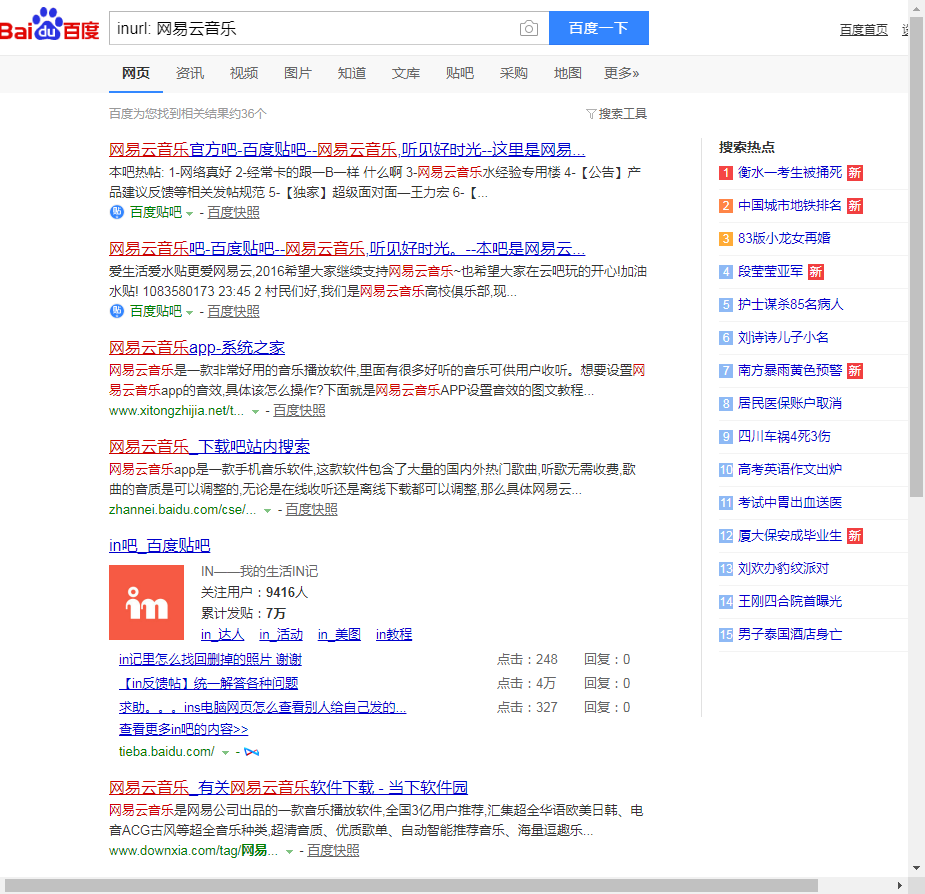 Bai du 百度
inurl: 网易云音乐
百度一下
百度首页
网页 资讯 视频 图片 知道 文库 贴吧 采购 地图 更多»
百度为您找到相关结果约36个
搜索工具
网易云音乐官方吧-百度贴吧--网易云音乐,听见好时光--这里是网易...
本吧热帖: 1-网络真好 2-经常卡的跟—B—样 什么啊 3-网易云音乐水经验专用楼 4-【公告】产
品建议反馈等相关发帖规范 5-【独家】超级面对面—王力宏 6-【...
贴 百度贴吧 - 百度快照
网易云音乐吧-百度贴吧--网易云音乐,听见好时光。--本吧是网易云...
爱生活爱水贴更爱网易云,2016希望大家继续支持网易云音乐~也希望大家在云吧玩的开心!加油
水贴! 1083580173 23:45 2 村民们好,我们是网易云音乐高校俱乐部,现...
贴 百度贴吧 - 百度快照
网易云音乐app-系统之家
网易云音乐是一款非常好用的音乐播放软件,里面有很多好听的音乐可供用户收听。想要设置网
易云音乐app的音效,具体该怎么操作?下面就是网易云音乐APP设置音效的图文教程...
www.xitongzhijia.net/t... - 百度快照
网易云音乐_下载吧站内搜索
网易云音乐app是一款手机音乐软件,这款软件包含了大量的国内外热门歌曲,听歌无需收费,歌
曲的音质是可以调整的,无论是在线收听还是离线下载都可以调整,那么具体网易云...
zhannei.baidu.com/cse/... - 百度快照
in吧_百度贴吧
in
IN——我的生活IN记
关注用户：9416人
累计发贴：7万
in_达人 in_活动 in_美图 in教程
in记里怎么找回删掉的照片 谢谢 点击：248 回复：0
【in反馈帖】统一解答各种问题 点击：4万 回复：0
求助。。。ins电脑网页怎么查看别人给自己发的... 点击：327 回复：0
查看更多in吧的内容>>
tieba.baidu.com/ -
网易云音乐_有关网易云音乐软件下载 - 当下软件园
网易云音乐是网易公司出品的一款音乐播放软件,全国3亿用户推荐,汇集超全华语欧美日韩、电
音ACG古风等超全音乐种类,超清音质、优质歌单、自动智能推荐音乐、海量逗趣乐...
www.downxia.com/tag/网易... - 百度快照
搜索热点
1 衡水一考生被捅死 新
2 中国城市地铁排名 新
3 83版小龙女再婚
4 段莹莹亚军 新
5 护士谋杀85名病人
6 刘诗诗儿子小名
7 南方暴雨黄色预警 新
8 居民医保账户取消
9 四川车祸4死3伤
10 高考英语作文出炉
11 考试中胃出血送医
12 厦大保安成毕业生 新
13 刘欢办豹纹派对
14 王刚四合院首曝光
15 男子泰国酒店身亡